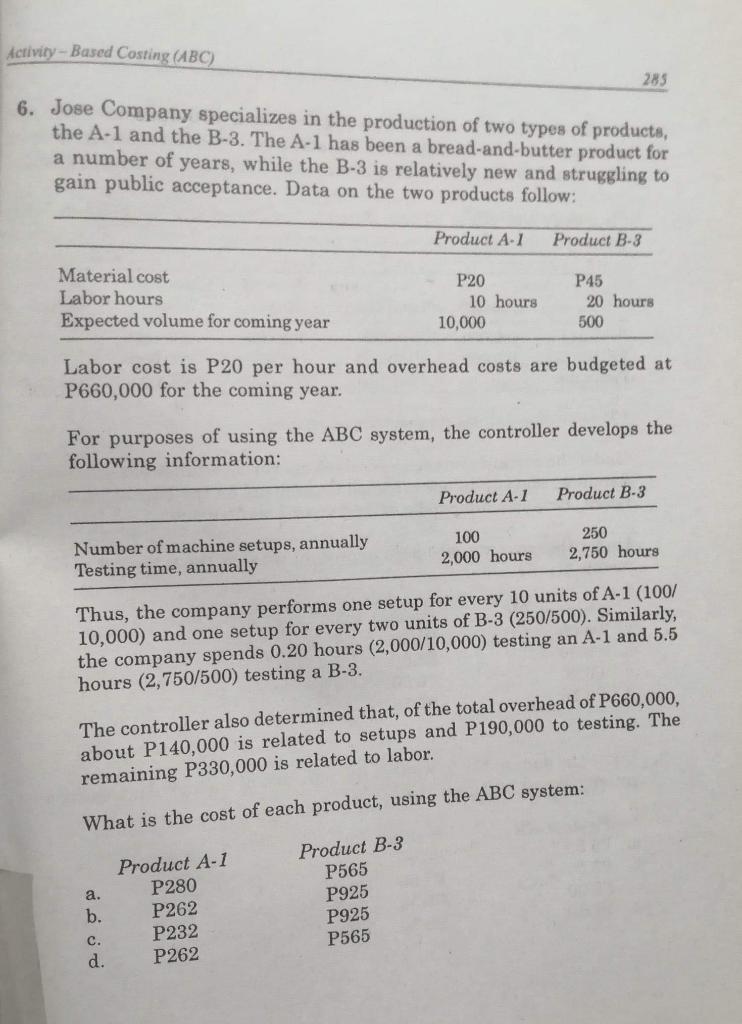 Activity – Based Costing (ABC)
285
6. Jose Company specializes in the production of two types of products,
the A-1 and the B-3. The A-1 has been a bread-and-butter product for
a number of years, while the B-3 is relatively new and struggling to
gain public acceptance. Data on the two products follow:
Product A-1 Product B-3
Material cost P20 P45
Labor hours 10 hours 20 hours
Expected volume for coming year 10,000 500
Labor cost is P20 per hour and overhead costs are budgeted at
P660,000 for the coming year.
For purposes of using the ABC system, the controller develops the
following information:
Product A-1 Product B-3
Number of machine setups, annually 100 250
Testing time, annually 2,000 hours 2,750 hours
Thus, the company performs one setup for every 10 units of A-1 (100/
10,000) and one setup for every two units of B-3 (250/500). Similarly,
the company spends 0.20 hours (2,000/10,000) testing an A-1 and 5.5
hours (2,750/500) testing a B-3.
The controller also determined that, of the total overhead of P660,000,
about P140,000 is related to setups and P190,000 to testing. The
remaining P330,000 is related to labor.
What is the cost of each product, using the ABC system:
Product A-1 Product B-3
a. P280 P565
b. P262 P925
c. P232 P925
d. P262 P565